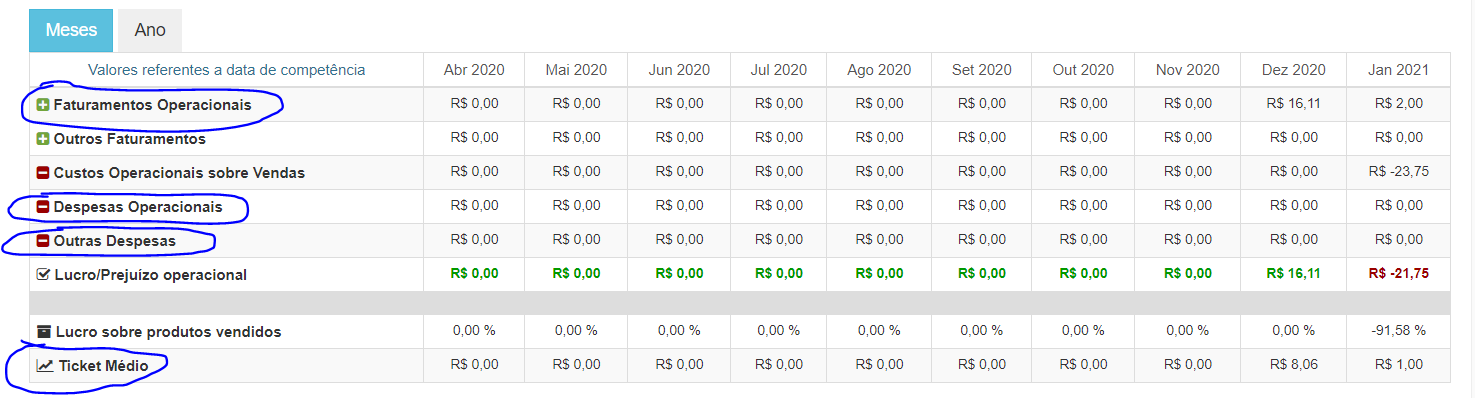 Meses Ano
Valores referentes a data de competência Abr 2020 Mai 2020 Jun 2020 Jul 2020 Ago 2020 Set 2020 Out 2020 Nov 2020 Dez 2020 Jan 2021
Faturamentos Operacionais R$ 0,00 R$ 0,00 R$ 0,00 R$ 0,00 R$ 0,00 R$ 0,00 R$ 0,00 R$ 0,00 R$ 16,11 R$ 2,00
Outros Faturamentos R$ 0,00 R$ 0,00 R$ 0,00 R$ 0,00 R$ 0,00 R$ 0,00 R$ 0,00 R$ 0,00 R$ 0,00 R$ 0,00
Custos Operacionais sobre Vendas R$ 0,00 R$ 0,00 R$ 0,00 R$ 0,00 R$ 0,00 R$ 0,00 R$ 0,00 R$ 0,00 R$ 0,00 R$ -23,75
Despesas Operacionais R$ 0,00 R$ 0,00 R$ 0,00 R$ 0,00 R$ 0,00 R$ 0,00 R$ 0,00 R$ 0,00 R$ 0,00 R$ 0,00
Outras Despesas R$ 0,00 R$ 0,00 R$ 0,00 R$ 0,00 R$ 0,00 R$ 0,00 R$ 0,00 R$ 0,00 R$ 0,00 R$ 0,00
Lucro/Prejuízo operacional R$ 0,00 R$ 0,00 R$ 0,00 R$ 0,00 R$ 0,00 R$ 0,00 R$ 0,00 R$ 0,00 R$ 16,11 R$ -21,75
Lucro sobre produtos vendidos 0,00 % 0,00 % 0,00 % 0,00 % 0,00 % 0,00 % 0,00 % 0,00 % 0,00 % -91,58 %
Ticket Médio R$ 0,00 R$ 0,00 R$ 0,00 R$ 0,00 R$ 0,00 R$ 0,00 R$ 0,00 R$ 0,00 R$ 8,06 R$ 1,00